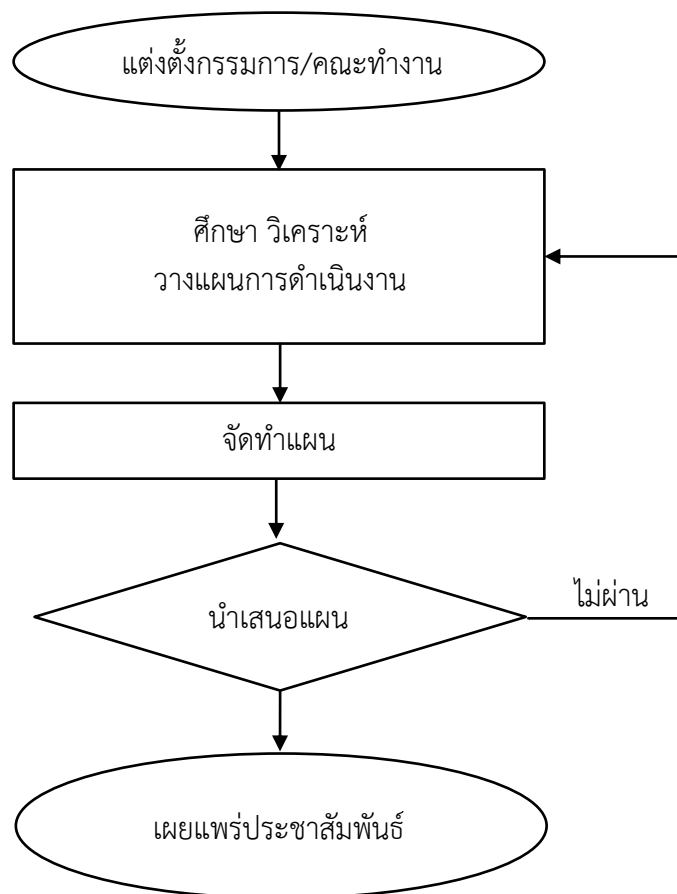 แต่งตั้งกรรมการ/คณะทำงาน
ศึกษา วิเคราะห์
วางแผนการดำเนินงาน
จัดทำแผน
ไม่ผ่าน
นำเสนอแผน
เผยแพร่ประชาสัมพันธ์